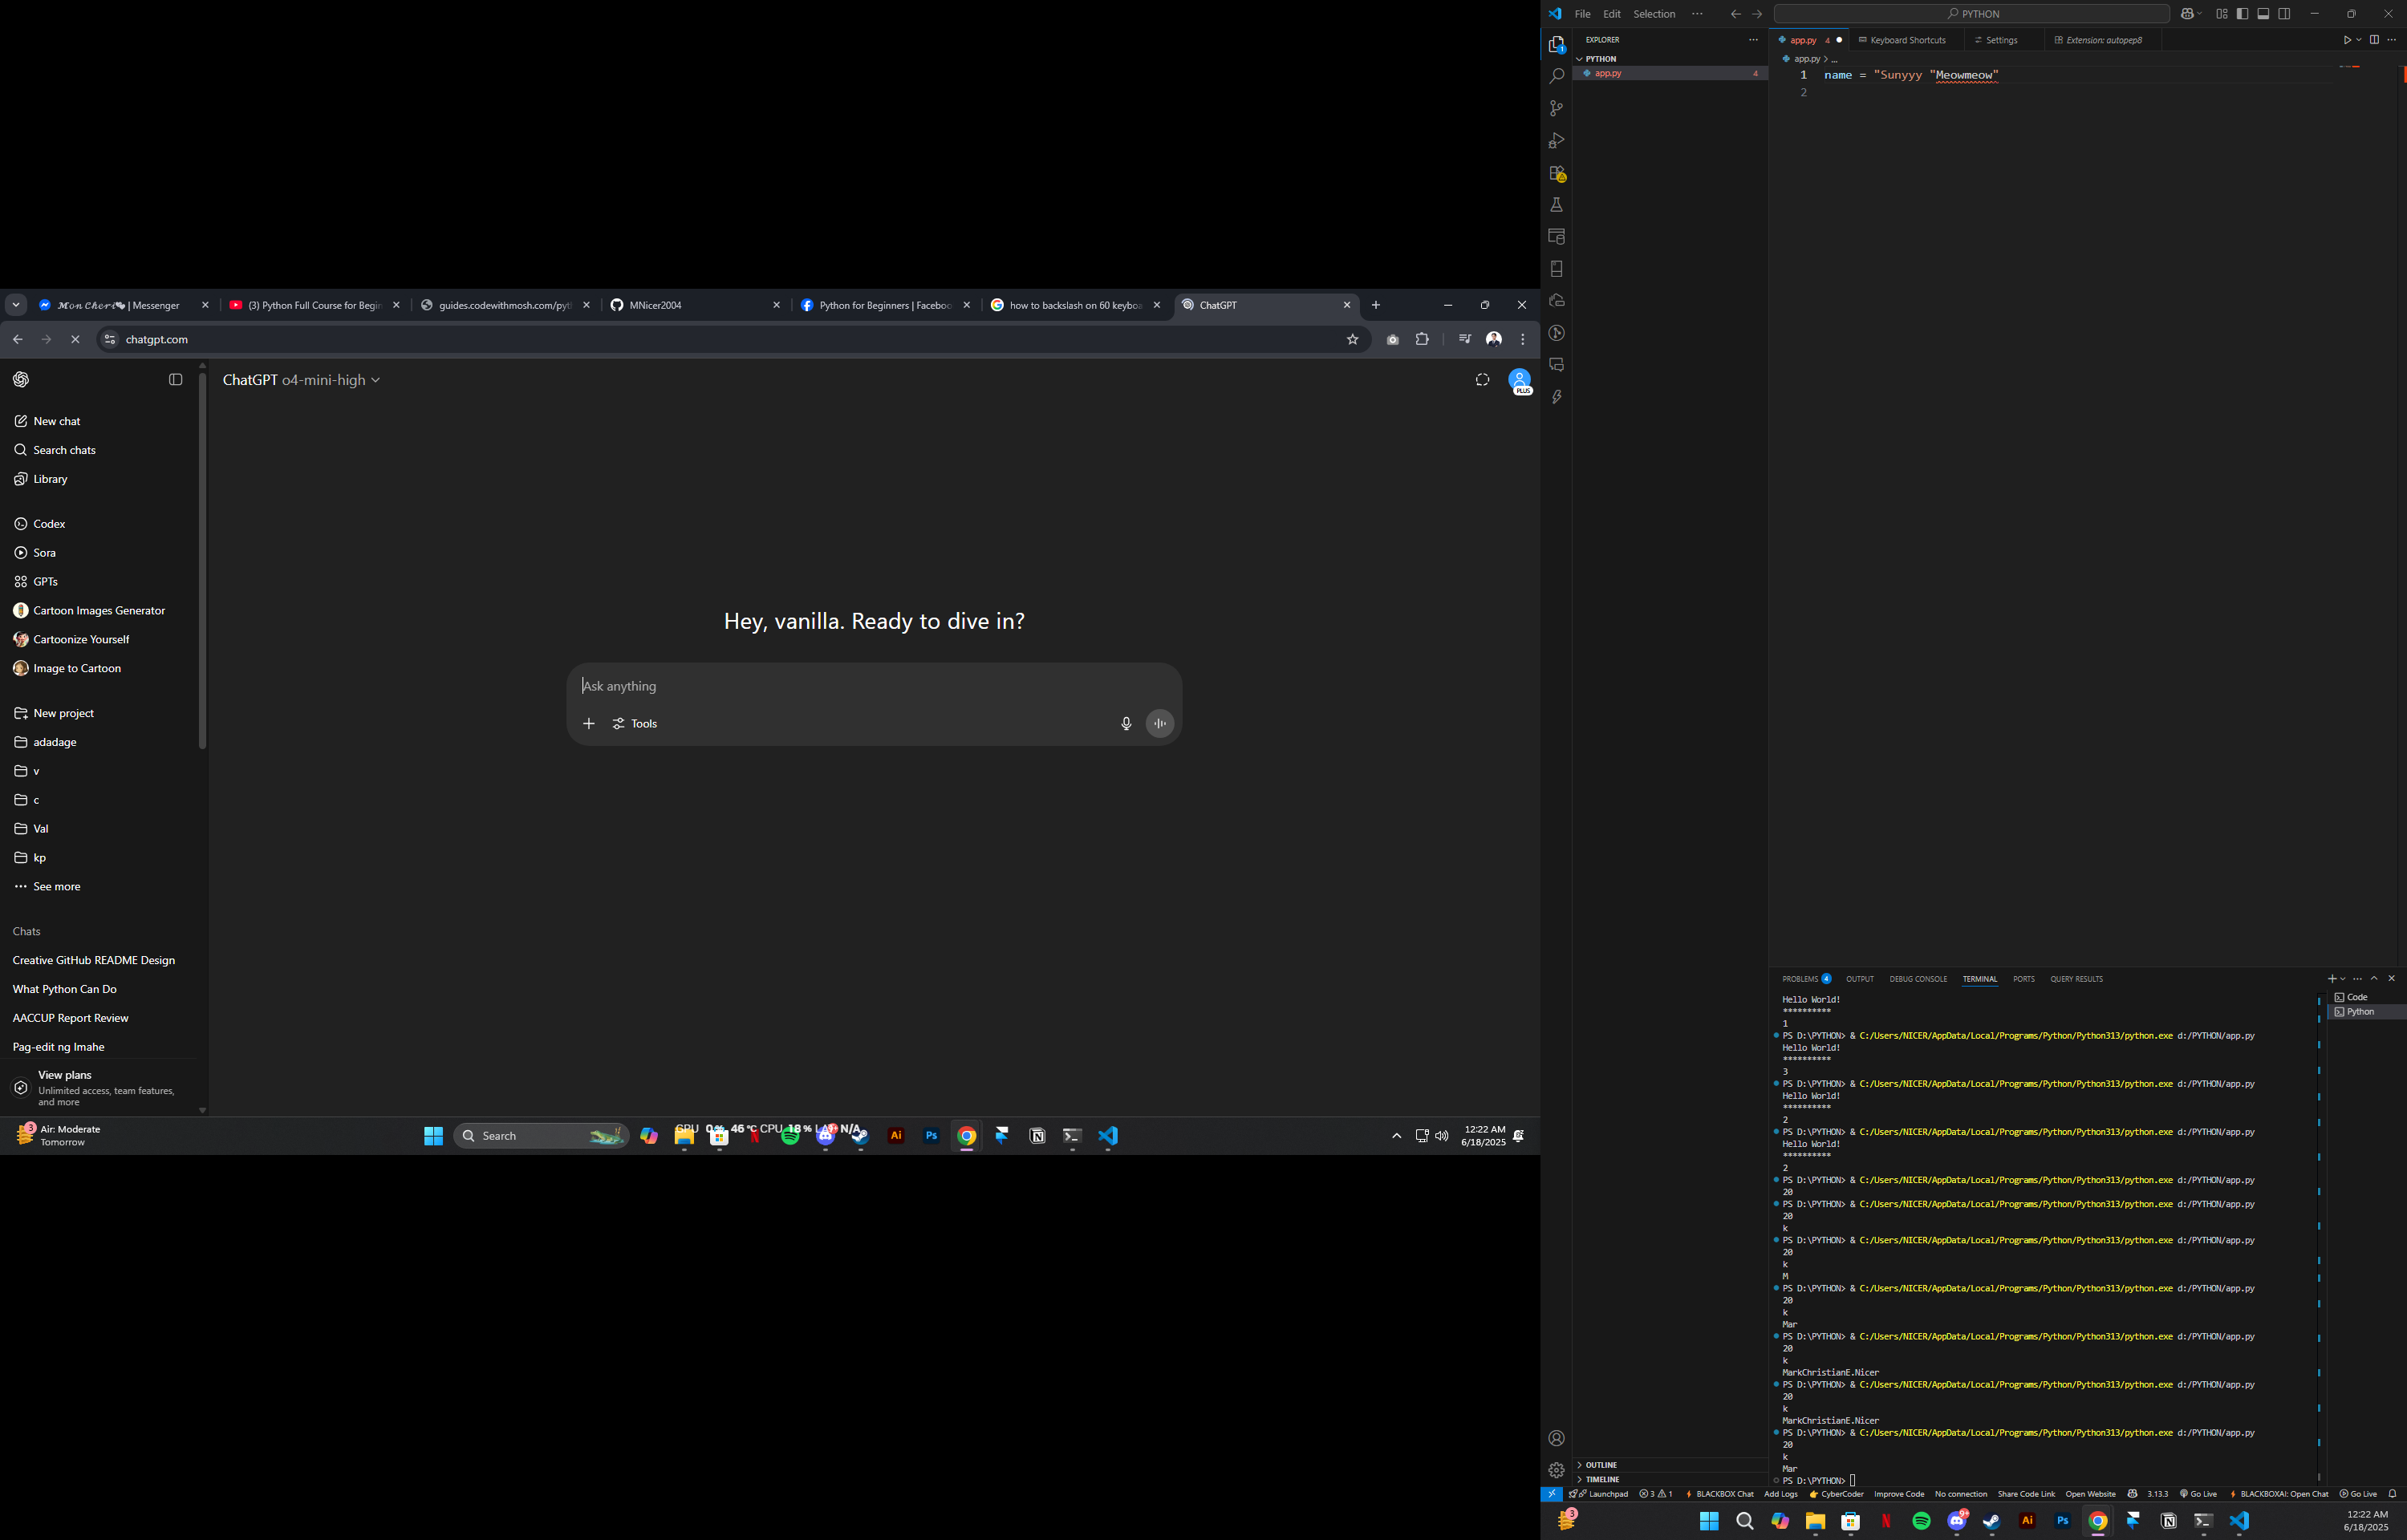 𝓜𝓸𝓷 𝓒𝓱𝓮𝓻𝓲 | Messenger
(3) Python Full Course for Begin
guides.codewithmosh.com/pyt
MNicer2004
Python for Beginners | Faceboo
how to backslash on 60 keyboa
ChatGPT
chatgpt.com
ChatGPT o4-mini-high
PLUS
New chat
Search chats
Library
Codex
Sora
GPTs
Cartoon Images Generator
Cartoonize Yourself
Image to Cartoon
New project
adadage
v
c
Val
kp
See more
Chats
Creative GitHub README Design
What Python Can Do
AACCUP Report Review
Pag-edit ng Imahe
View plans
Unlimited access, team features,
and more
Hey, vanilla. Ready to dive in?
Ask anything
Tools
3
Air: Moderate
Tomorrow
Search
GPU 0% 46 °C CPU 18 % LAT N/A
Ai
Ps
12:22 AM
6/18/2025
File Edit Selection ···
PYTHON
EXPLORER
PYTHON
app.py 4
1
app.py 4
Keyboard Shortcuts
Settings
Extension: autopep8
app.py > ...
1 name = "Sunyyy "Meowmeow"
2
PROBLEMS 4 OUTPUT DEBUG CONSOLE TERMINAL PORTS QUERY RESULTS
Code
Python
Hello World!
**********
1
PS D:\PYTHON> & C:/Users/NICER/AppData/Local/Programs/Python/Python313/python.exe d:/PYTHON/app.py
Hello World!
**********
3
PS D:\PYTHON> & C:/Users/NICER/AppData/Local/Programs/Python/Python313/python.exe d:/PYTHON/app.py
Hello World!
**********
2
PS D:\PYTHON> & C:/Users/NICER/AppData/Local/Programs/Python/Python313/python.exe d:/PYTHON/app.py
Hello World!
**********
2
PS D:\PYTHON> & C:/Users/NICER/AppData/Local/Programs/Python/Python313/python.exe d:/PYTHON/app.py
20
PS D:\PYTHON> & C:/Users/NICER/AppData/Local/Programs/Python/Python313/python.exe d:/PYTHON/app.py
20
k
PS D:\PYTHON> & C:/Users/NICER/AppData/Local/Programs/Python/Python313/python.exe d:/PYTHON/app.py
20
k
M
PS D:\PYTHON> & C:/Users/NICER/AppData/Local/Programs/Python/Python313/python.exe d:/PYTHON/app.py
20
k
Mar
PS D:\PYTHON> & C:/Users/NICER/AppData/Local/Programs/Python/Python313/python.exe d:/PYTHON/app.py
20
k
MarkChristianE.Nicer
PS D:\PYTHON> & C:/Users/NICER/AppData/Local/Programs/Python/Python313/python.exe d:/PYTHON/app.py
20
k
MarkChristianE.Nicer
PS D:\PYTHON> & C:/Users/NICER/AppData/Local/Programs/Python/Python313/python.exe d:/PYTHON/app.py
20
k
Mar
PS D:\PYTHON>
OUTLINE
TIMELINE
Launchpad 3 1 BLACKBOX Chat Add Logs CyberCoder Improve Code No connection Share Code Link Open Website 3.13.3 Go Live BLACKBOXAI: Open Chat Go Live
3
Ai
Ps
12:22 AM
6/18/2025